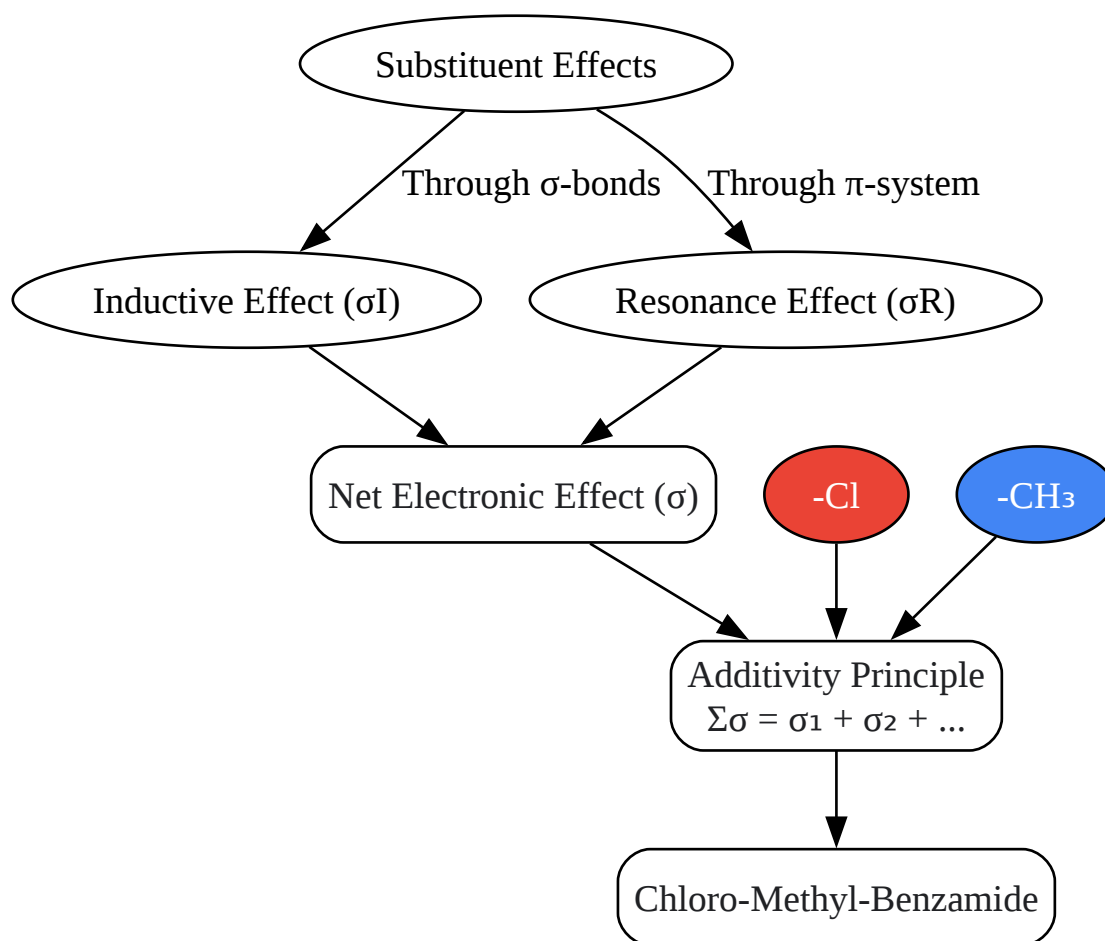 Substituent Effects
Through σ-bonds
Through π-system
Inductive Effect (σI)
Resonance Effect (σR)
Net Electronic Effect (σ)
-Cl
-CH₃
Additivity Principle
Σσ = σ₁ + σ₂ + ...
Chloro-Methyl-Benzamide